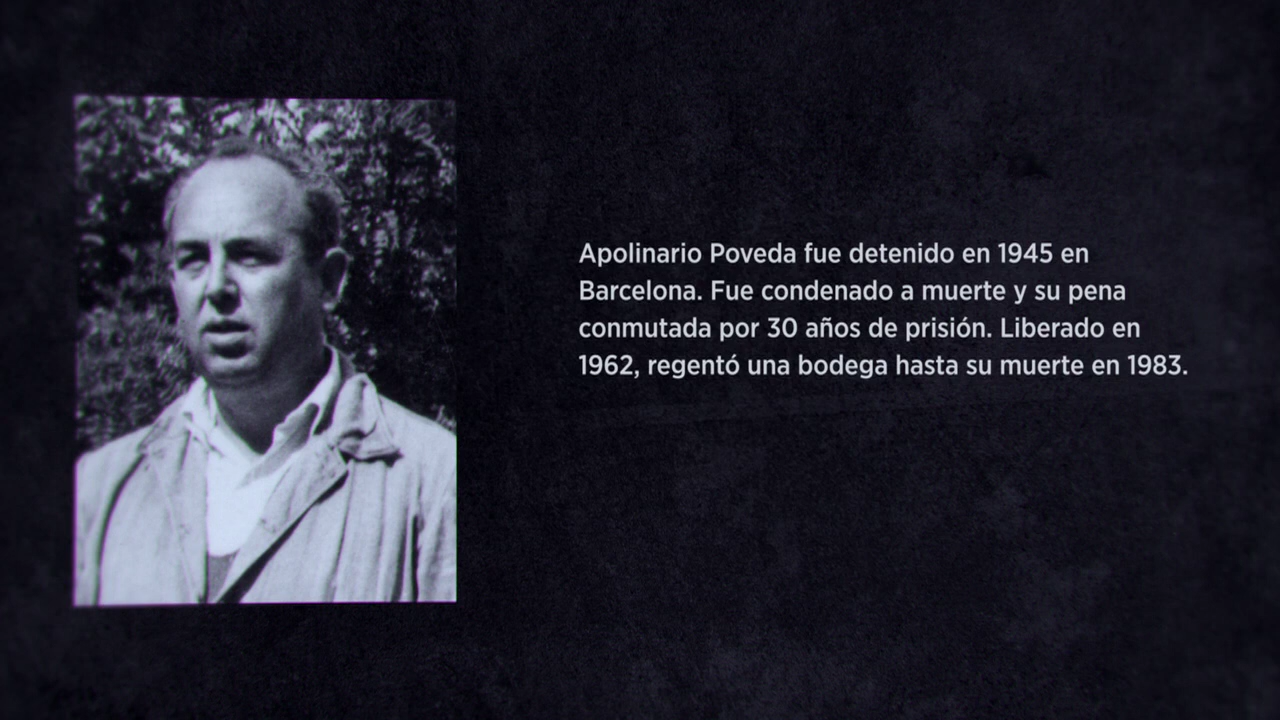 Apolinario Poveda fue detenido en 1945 en
Barcelona. Fue condenado a muerte y su pena
conmutada por 30 años de prisión. Liberado en
1962, regentó una bodega hasta su muerte en 1983.